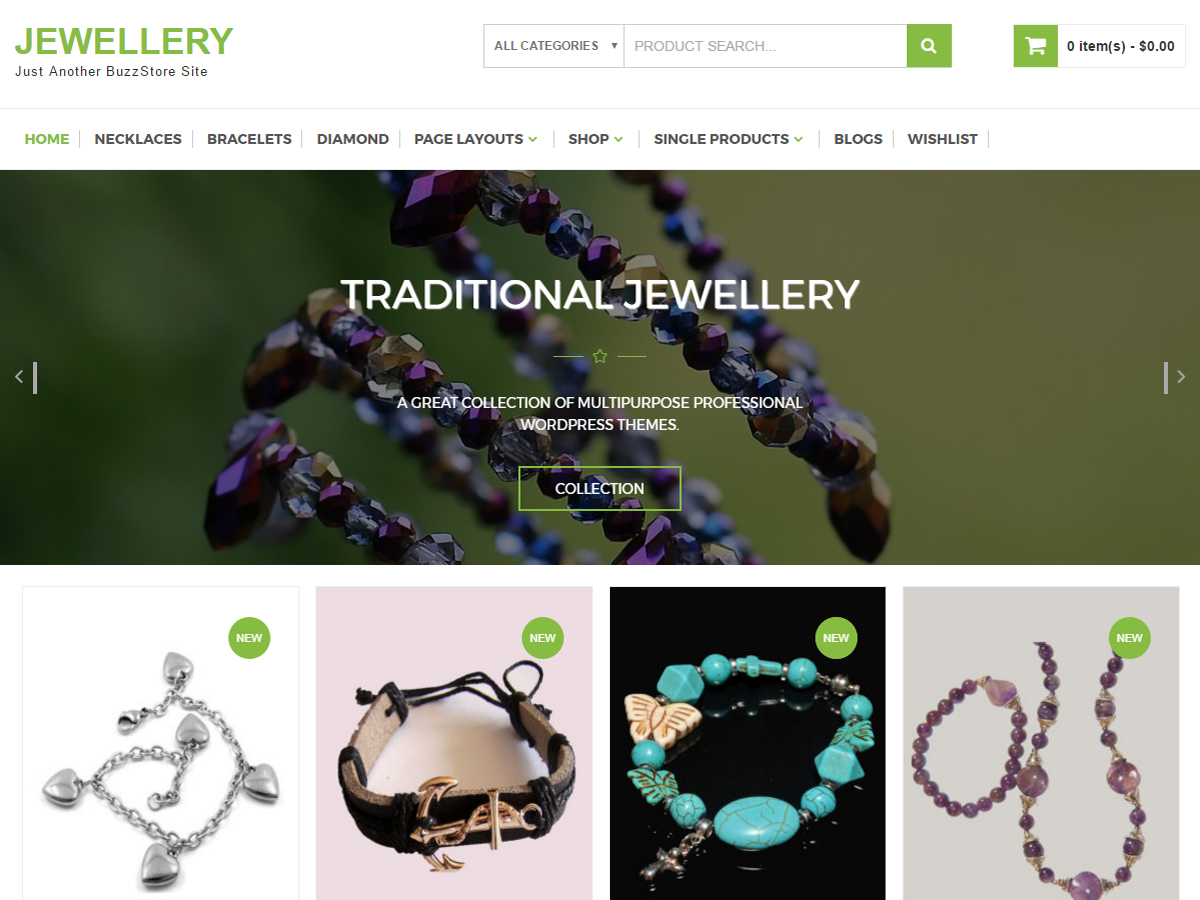 JEWELLERY
Just Another BuzzStore Site
ALL CATEGORIES
PRODUCT SEARCH...
0 item(s) - $0.00
HOME NECKLACES BRACELETS DIAMOND PAGE LAYOUTS SHOP SINGLE PRODUCTS BLOGS WISHLIST
TRADITIONAL JEWELLERY
A GREAT COLLECTION OF MULTIPURPOSE PROFESSIONAL
WORDPRESS THEMES.
COLLECTION
NEW
NEW
NEW
NEW